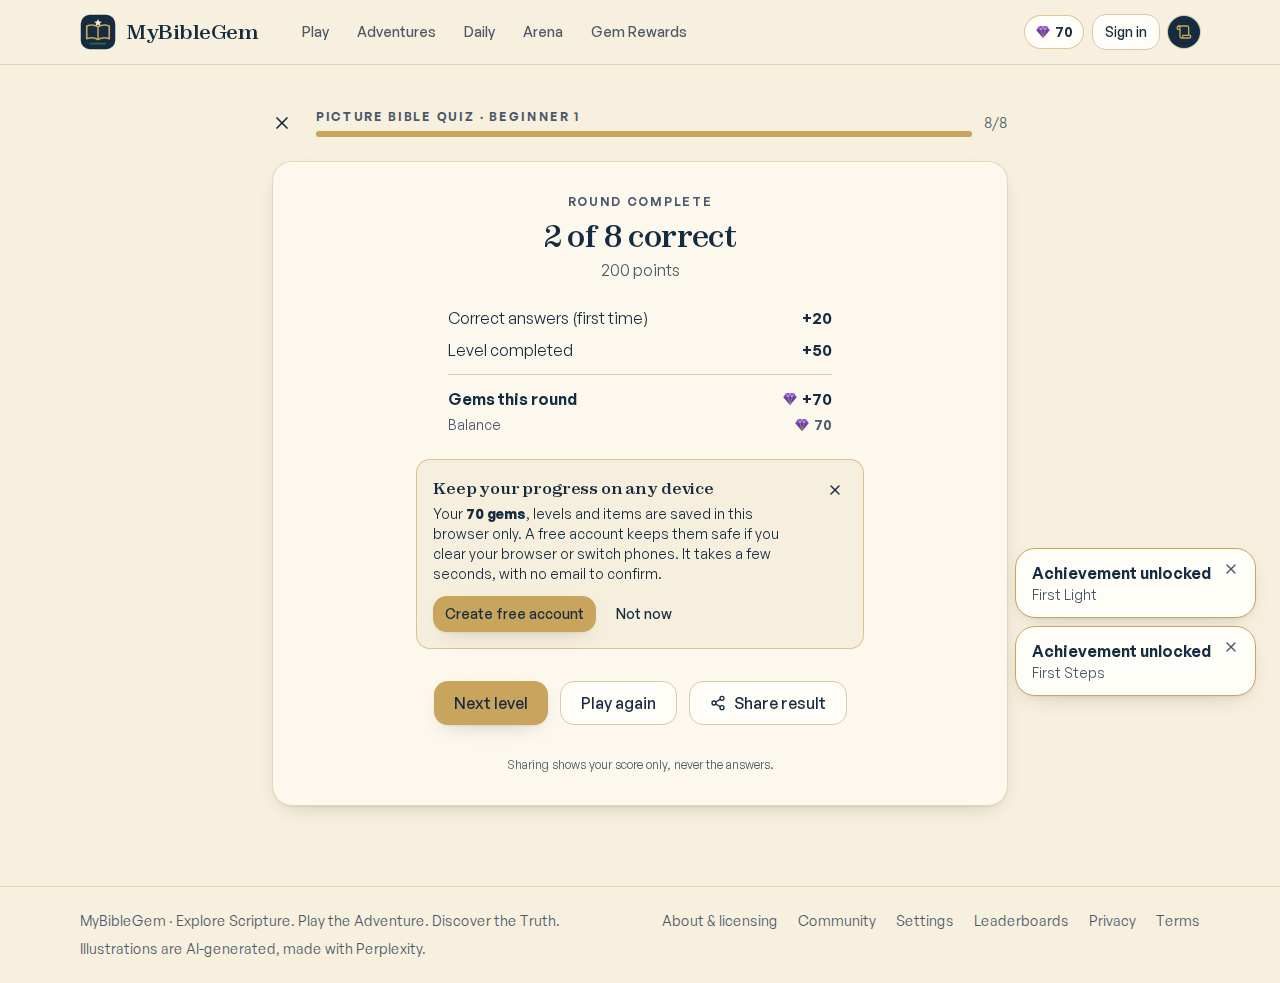 MyBibleGem
Play
Adventures
Daily
Arena
Gem Rewards
70
Sign in
PICTURE BIBLE QUIZ · BEGINNER 1
8/8
ROUND COMPLETE
2 of 8 correct
200 points
Correct answers (first time) +20
Level completed +50
Gems this round +70
Balance 70
Keep your progress on any device
Your 70 gems, levels and items are saved in this
browser only. A free account keeps them safe if you
clear your browser or switch phones. It takes a few
seconds, with no email to confirm.
Create free account
Not now
Achievement unlocked
First Light
Achievement unlocked
First Steps
Next level
Play again
Share result
Sharing shows your score only, never the answers.
MyBibleGem · Explore Scripture. Play the Adventure. Discover the Truth.
Illustrations are AI-generated, made with Perplexity.
About & licensing
Community
Settings
Leaderboards
Privacy
Terms